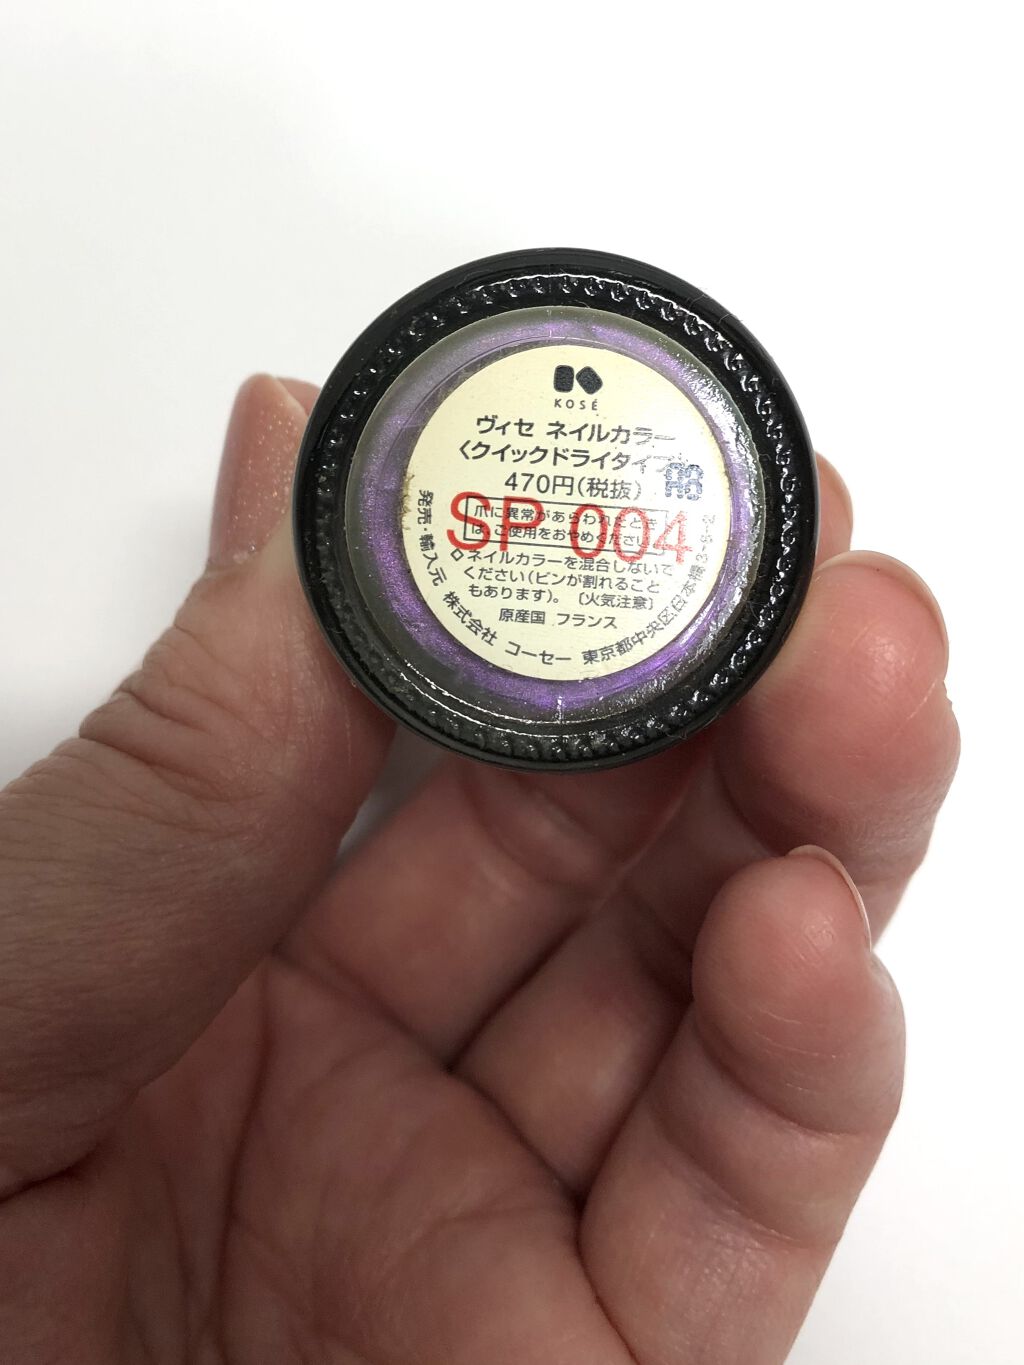 KOSÉ
ヴィセ ネイルカラー
〈クイックドライタイプ
470円(税抜)
SP 004
爪に異常があらわれたとき
は、ご使用をおやめください
◇ネイルカラーを混合しないで
ください(ビンが割れること
もあります)。〔火気注意〕
原産国 フランス
発売・輸入元 株式会社 コーセー 東京都中央区日本橋3-6-2